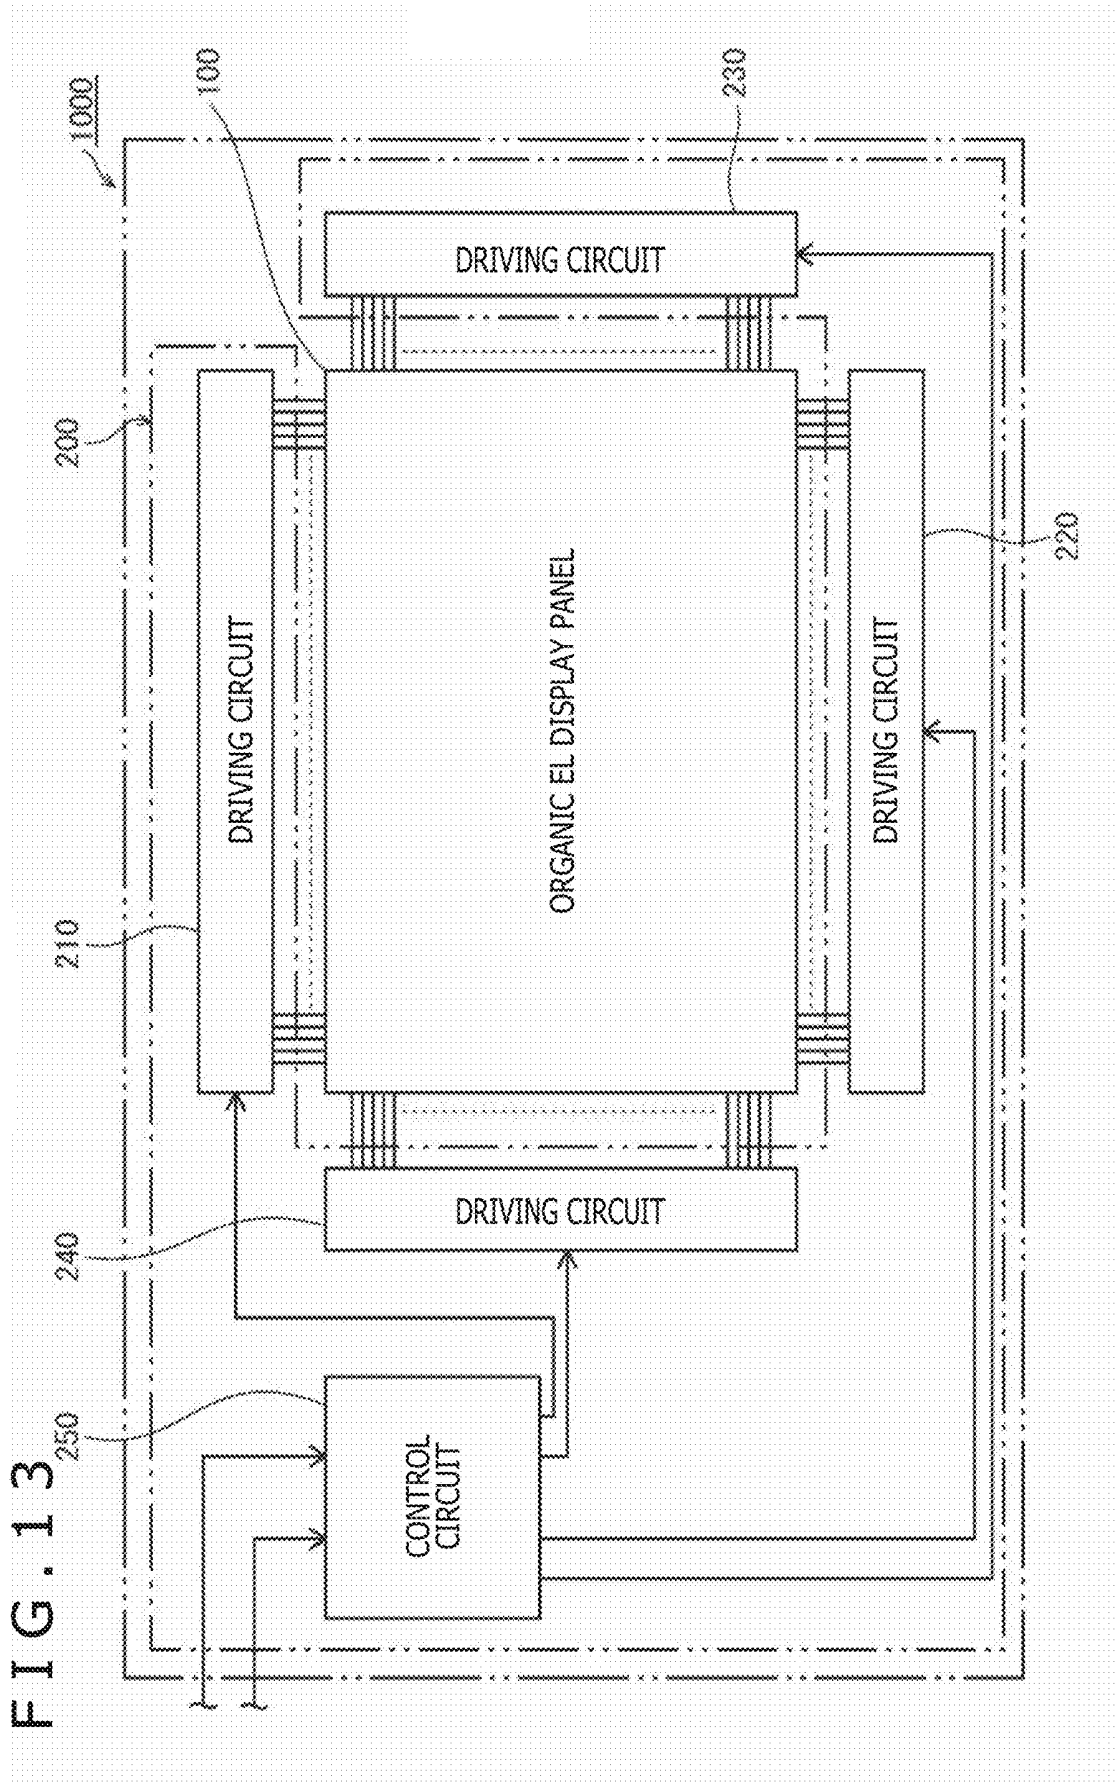 FIG.13
1000
100
200
210
220
230
240
250
DRIVING CIRCUIT
DRIVING CIRCUIT
ORGANIC EL DISPLAY PANEL
DRIVING CIRCUIT
DRIVING CIRCUIT
CONTROL
CIRCUIT